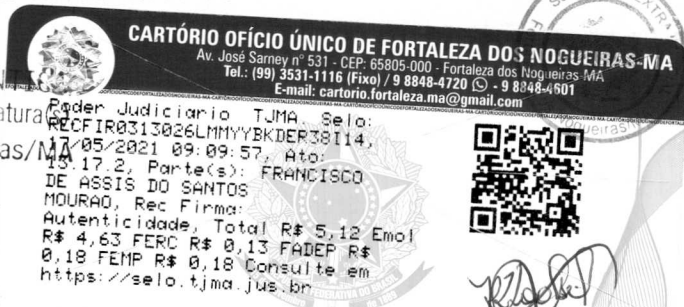 CARTÓRIO OFÍCIO ÚNICO DE FORTALEZA DOS NOGUEIRAS-MA
Av. José Sarney nº 531 - CEP: 65805-000 - Fortaleza dos Nogueiras-MA
Tel.: (99) 3531-1116 (Fixo) / 9 8848-4720 - 9 8848-4601
E-mail: cartorio.fortaleza.ma@gmail.com
atura(s)
as/MA
Poder Judiciario TJMA. Selo:
RECFIR0313026LMMYYBKDER38I14,
/05/2021 09:09:57, Ato:
13.17.2, Parte(s): FRANCISCO
DE ASSIS DO SANTOS
MOURAO, Rec Firma:
Autenticidade, Total R$ 5,12 Emol
R$ 4,63 FERC R$ 0,13 FADEP R$
0,18 FEMP R$ 0,18 Consulte em
https://selo.tjma.jus.br